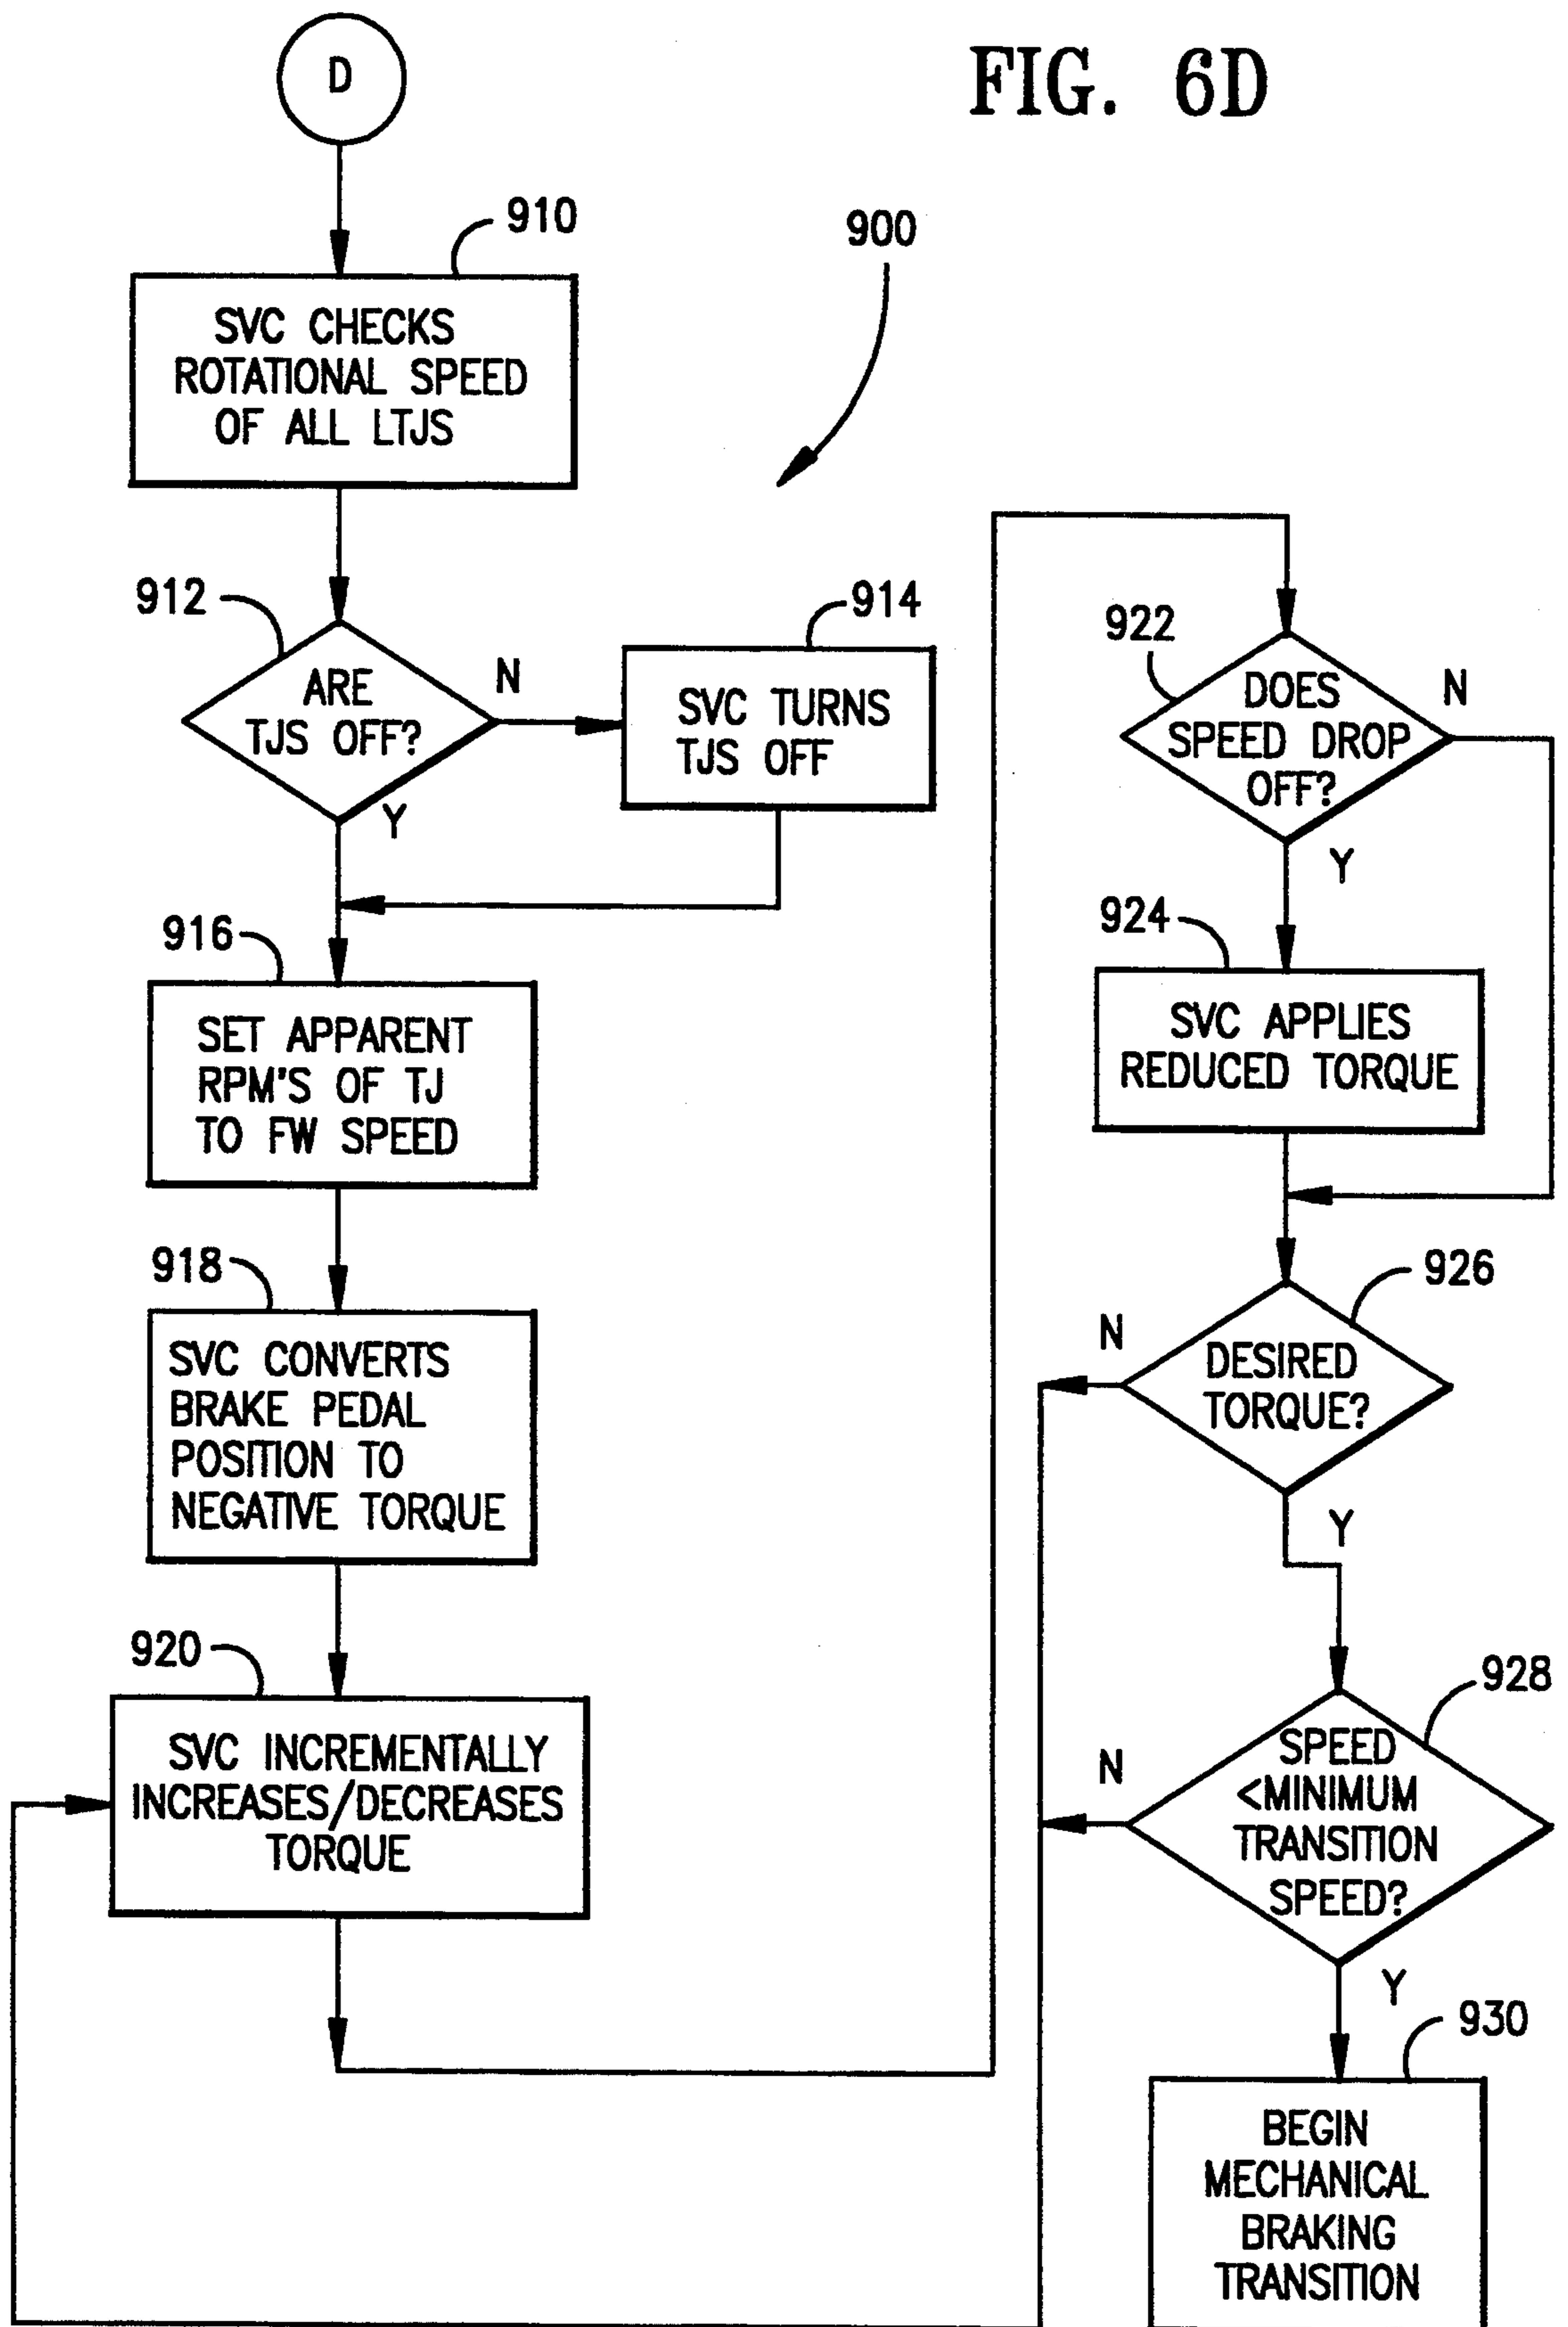 D
FIG. 6D
910
900
SVC CHECKS
ROTATIONAL SPEED
OF ALL LTJS
912
ARE
TJS OFF?
N
Y
914
SVC TURNS
TJS OFF
916
SET APPARENT
RPM'S OF TJ
TO FW SPEED
918
SVC CONVERTS
BRAKE PEDAL
POSITION TO
NEGATIVE TORQUE
920
SVC INCREMENTALLY
INCREASES/DECREASES
TORQUE
922
DOES
SPEED DROP
OFF?
N
Y
924
SVC APPLIES
REDUCED TORQUE
926
N
DESIRED
TORQUE?
Y
928
N
SPEED
<MINIMUM
TRANSITION
SPEED?
Y
930
BEGIN
MECHANICAL
BRAKING
TRANSITION